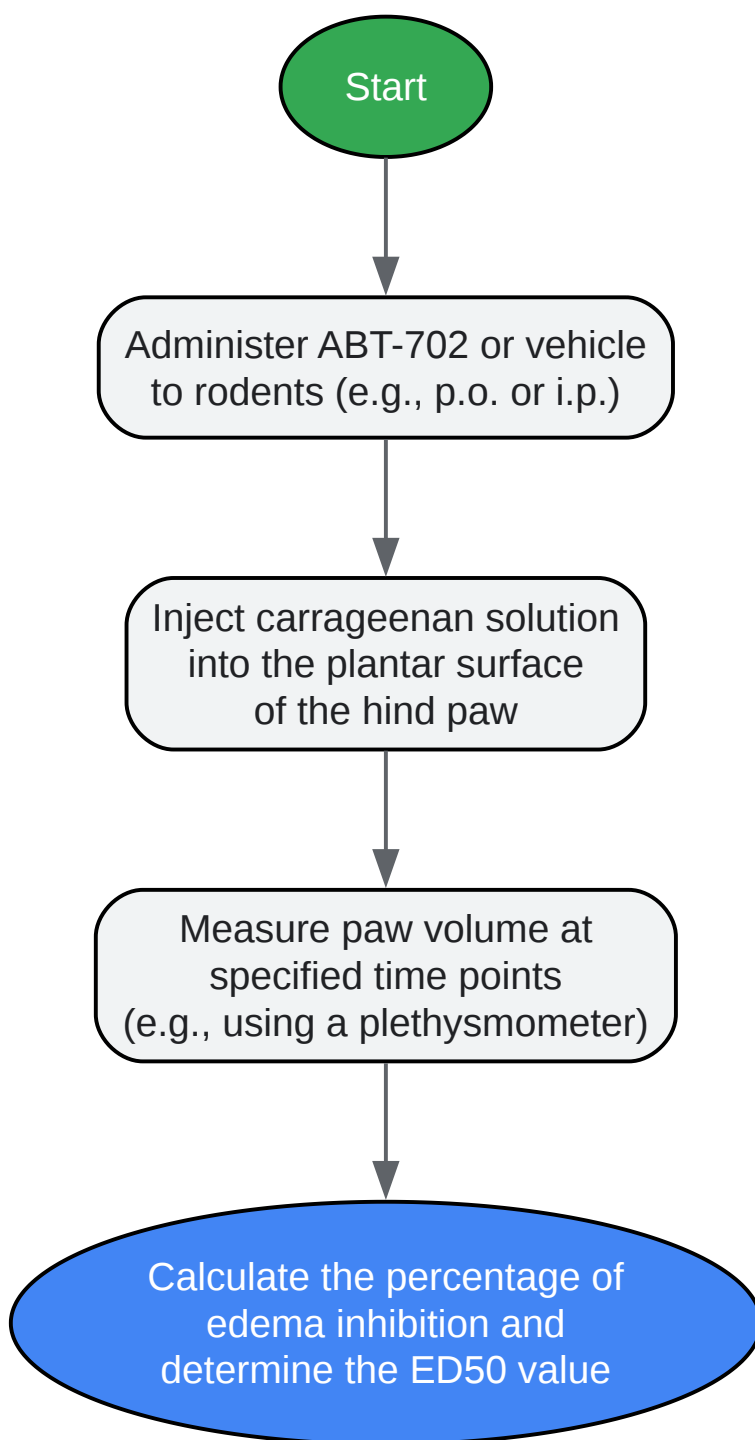 Start
Administer ABT-702 or vehicle
to rodents (e.g., p.o. or i.p.)
Inject carrageenan solution
into the plantar surface
of the hind paw
Measure paw volume at
specified time points
(e.g., using a plethysmometer)
Calculate the percentage of
edema inhibition and
determine the ED50 value